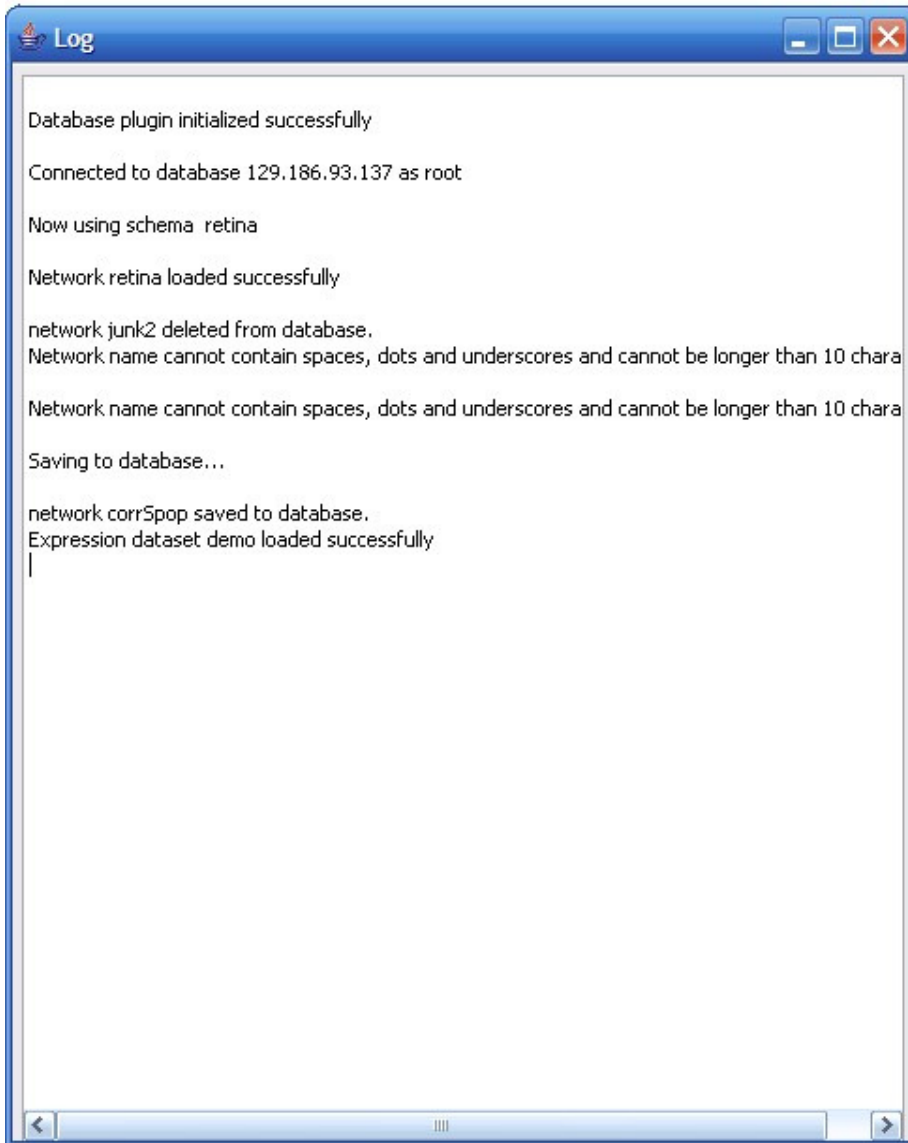 Log
Database plugin initialized successfully
Connected to database 129.186.93.137 as root
Now using schema  retina
Network retina loaded successfully
network junk2 deleted from database.
Network name cannot contain spaces, dots and underscores and cannot be longer than 10 chara
Network name cannot contain spaces, dots and underscores and cannot be longer than 10 chara
Saving to database...
network corrSpop saved to database.
Expression dataset demo loaded successfully